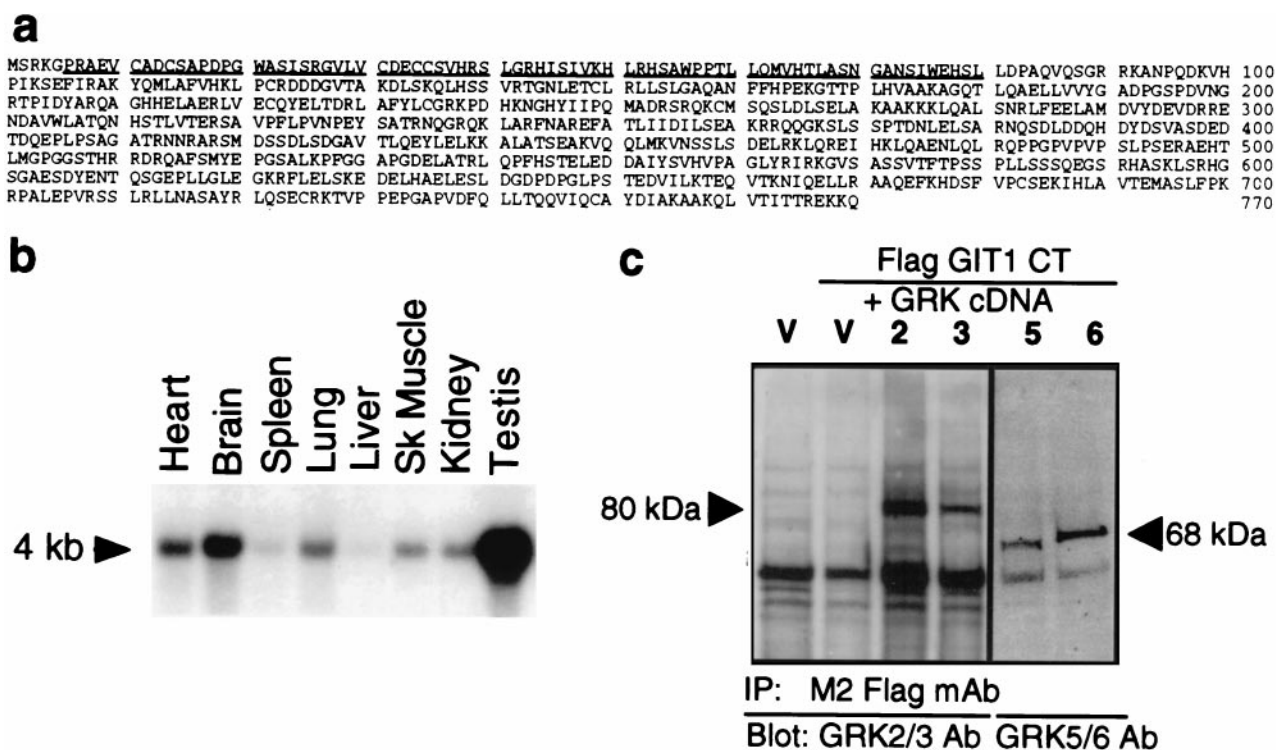 a
MSRKGPRAEV CADCSAPDPG WASISRGVLV CDECCSVHRS LGRHISIVKH LRHSAWPPTL LQMVHTLASN GANSIWEHSL LDPAQVQSGR RKANPQDKVH 100
PIKSEFIRAK YQMLAFVHKL PCRDDDGVTA KDLSKQLHSS VRTGNLETCL RLLSLGAQAN FFHPEKGTTP LHVAAKAGQT LQAELLVVYG ADPGSPDVNG 200
RTPIDYARQA GHHELAERLV ECQYELTDRL AFYLCGRKPD HKNGHYIIPQ MADRSRQKCM SQSLDLSELA KAAKKKLQAL SNRLFEELAM DVYDEVDRRE 300
NDAVWLATQN HSTLVTERSA VPFLPVNPEY SATRNQGRQK LARFNAREFA TLIIDILSEA KRRQQGKSLS SPTDNLELSA RNQSDLDDQH DYDSVASDED 400
TDQEPLPSAG ATRNNRARSM DSSDLSDGAV TLQEYLELKK ALATSEAKVQ QLMKVNSSLS DELRKLQREI HKLQAENLQL RQPPGPVPVP SLPSERAEHT 500
LMGPGGSTHR RDRQAFSMYE PGSALKPFGG APGDELATRL QPFHSTELED DAIYSVHVPA GLYRIRKGVS ASSVTFTPSS PLLSSSQEGS RHASKLSRHG 600
SGAESDYENT QSGEPLLGLE GKRFLELSKE DELHAELESL DGDPDPGLPS TEDVILKTEQ VTKNIQELLR AAQEFKHDSF VPCSEKIHLA VTEMASLFPK 700
RPALEPVRSS LRLLNASAYR LQSECRKTVP PEPGAPVDFQ LLTQQVIQCA YDIAKAAKQL VTITTREKKQ 770
b
Heart Brain Spleen Lung Liver Sk Muscle Kidney Testis
4 kb
c
Flag GIT1 CT
+ GRK cDNA
V V 2 3 5 6
80 kDa
68 kDa
IP: M2 Flag mAb
Blot: GRK2/3 Ab GRK5/6 Ab